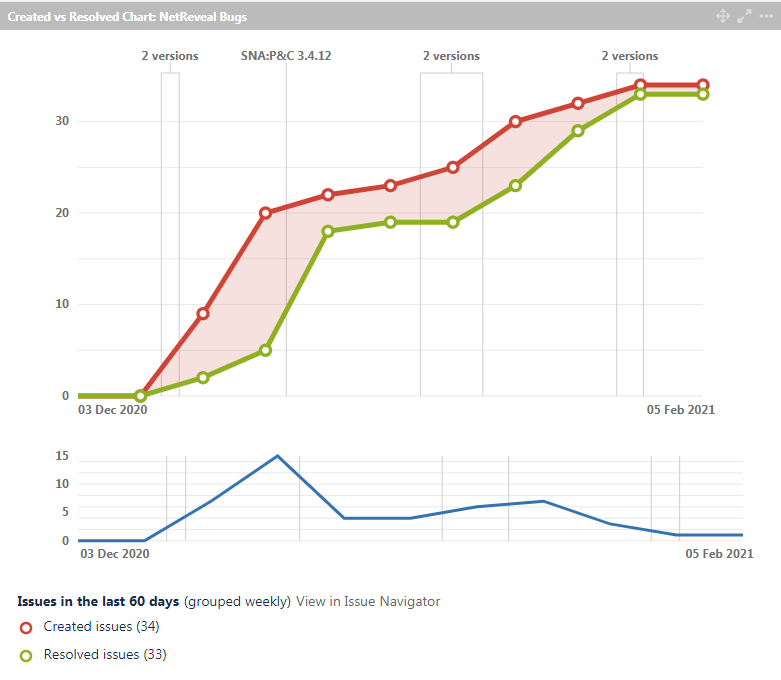 Created vs Resolved Chart: NetReveal Bugs
2 versions SNA:P&C 3.4.12 2 versions 2 versions
30
20
10
0
03 Dec 2020 05 Feb 2021
15
10
5
0
03 Dec 2020 05 Feb 2021
Issues in the last 60 days (grouped weekly) View in Issue Navigator
Created issues (34)
Resolved issues (33)